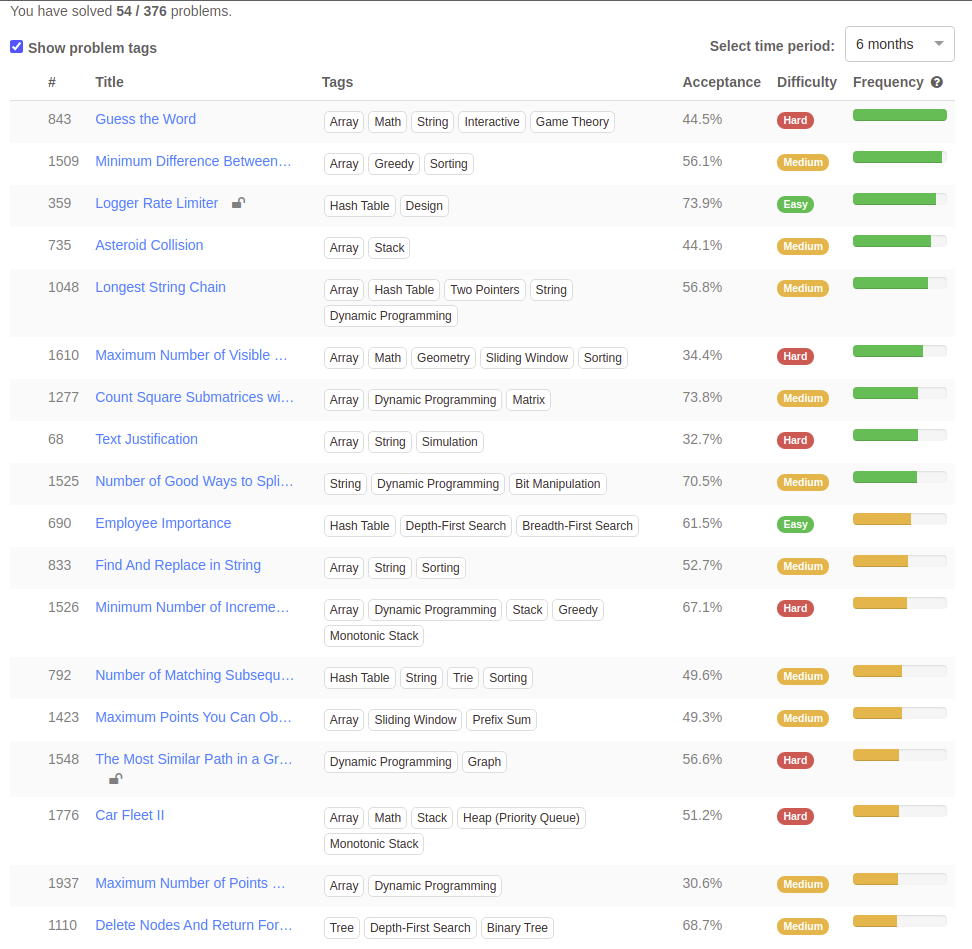 You have solved 54 / 376 problems.
Show problem tags Select time period: 6 months
# Title Tags Acceptance Difficulty Frequency ?
843 Guess the Word Array Math String Interactive Game Theory 44.5% Hard
1509 Minimum Difference Between… Array Greedy Sorting 56.1% Medium
359 Logger Rate Limiter Hash Table Design 73.9% Easy
735 Asteroid Collision Array Stack 44.1% Medium
1048 Longest String Chain Array Hash Table Two Pointers String 56.8% Medium
Dynamic Programming
1610 Maximum Number of Visible … Array Math Geometry Sliding Window Sorting 34.4% Hard
1277 Count Square Submatrices wi… Array Dynamic Programming Matrix 73.8% Medium
68 Text Justification Array String Simulation 32.7% Hard
1525 Number of Good Ways to Spli… String Dynamic Programming Bit Manipulation 70.5% Medium
690 Employee Importance Hash Table Depth-First Search Breadth-First Search 61.5% Easy
833 Find And Replace in String Array String Sorting 52.7% Medium
1526 Minimum Number of Increme… Array Dynamic Programming Stack Greedy 67.1% Hard
Monotonic Stack
792 Number of Matching Subsequ… Hash Table String Trie Sorting 49.6% Medium
1423 Maximum Points You Can Ob… Array Sliding Window Prefix Sum 49.3% Medium
1548 The Most Similar Path in a Gr… Dynamic Programming Graph 56.6% Hard
1776 Car Fleet II Array Math Stack Heap (Priority Queue) 51.2% Hard
Monotonic Stack
1937 Maximum Number of Points … Array Dynamic Programming 30.6% Medium
1110 Delete Nodes And Return For… Tree Depth-First Search Binary Tree 68.7% Medium